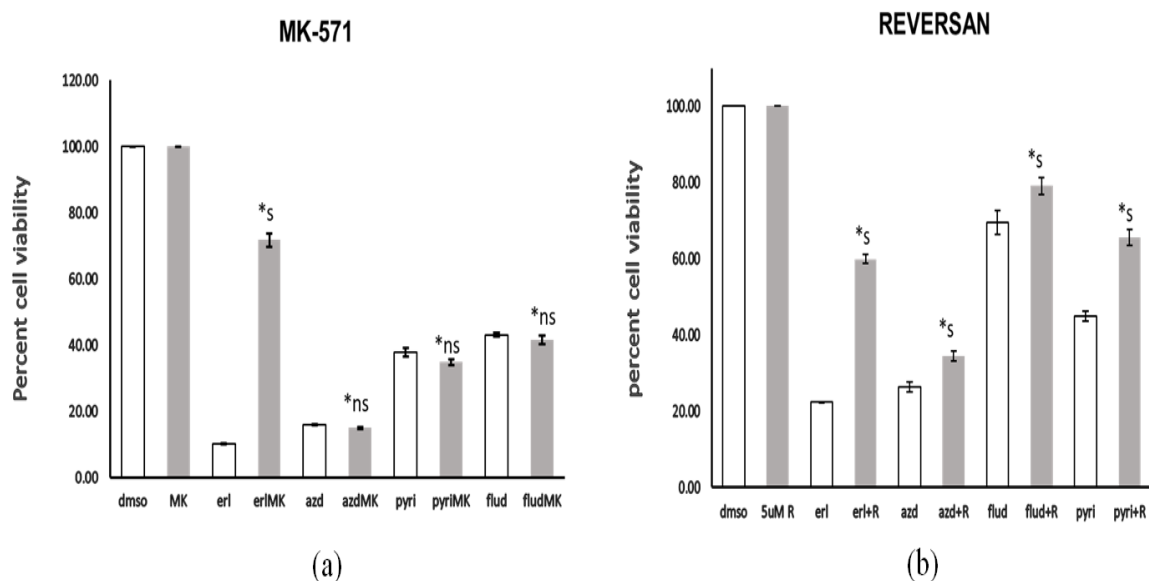 MK-571
Percent cell viability
120.00
100.00
80.00
60.00
40.00
20.00
0.00
*s
*ns
*ns
*ns
dmso MK erl erlMK azd azdMK pyri pyriMK flud fludMK
(a)
REVERSAN
percent cell viability
100.00
80.00
60.00
40.00
20.00
0.00
*s
*s
*s
*s
dmso 5uM R erl erl+R azd azd+R flud flud+R pyri pyri+R
(b)